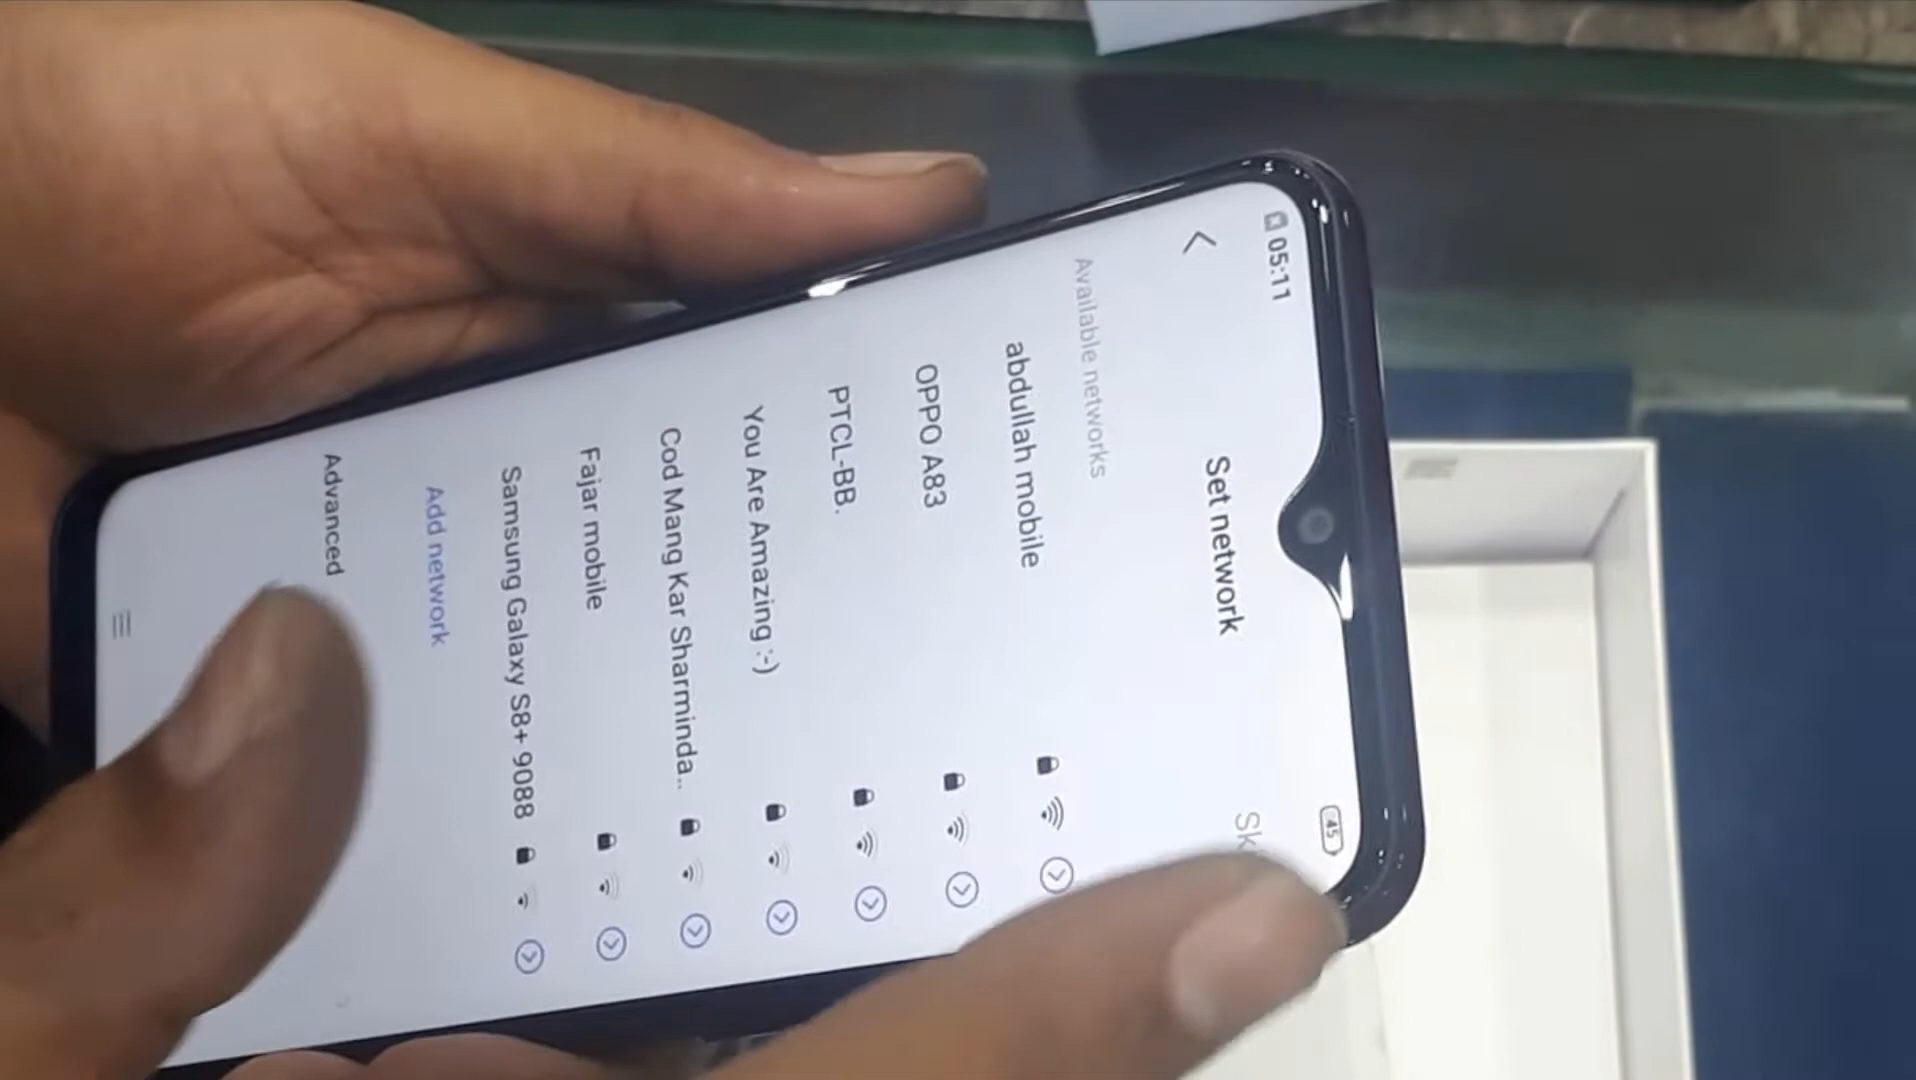 05:11
45
Set network
Available networks
abdullah mobile
OPPO A83
PTCL-BB.
You Are Amazing :-)
Cod Mang Kar Sharminda..
Fajar mobile
Samsung Galaxy S8+ 9088
Add network
Advanced